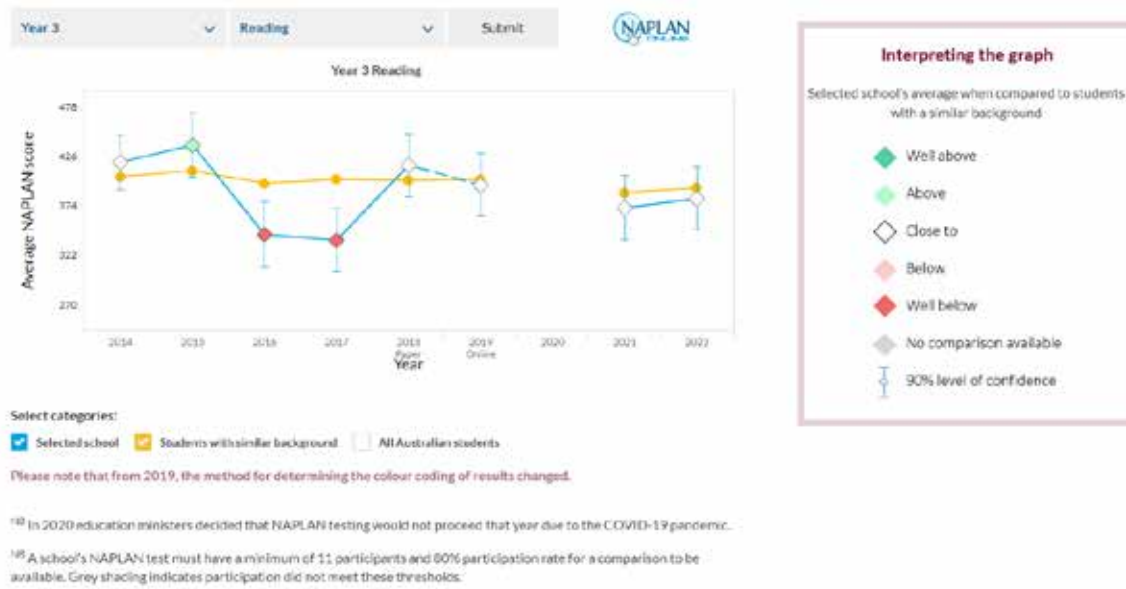 Year 3
Reading
Submit
NAPLAN
ONLINE
Year 3 Reading
Average NAPLAN score
478
426
374
322
270
2014
2015
2016
2017
2018
Paper
2019
Online
2020
2021
2022
Year
Select categories:
Selected school
Students with similar background
All Australian students
Please note that from 2019, the method for determining the colour coding of results changed.
In 2020 education ministers decided that NAPLAN testing would not proceed that year due to the COVID-19 pandemic.
A school's NAPLAN test must have a minimum of 11 participants and 80% participation rate for a comparison to be
available. Grey shading indicates participation did not meet these thresholds.
Interpreting the graph
Selected school's average when compared to students
with a similar background
Well above
Above
Close to
Below
Well below
No comparison available
90% level of confidence